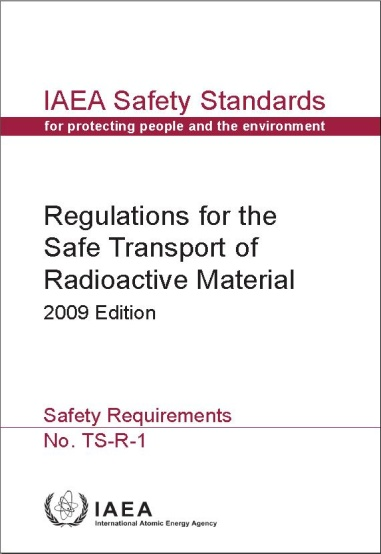 IAEA Safety Standards
for protecting people and the environment
Regulations for the
Safe Transport of
Radioactive Material
2009 Edition
Safety Requirements
No. TS-R-1
IAEA
International Atomic Energy Agency